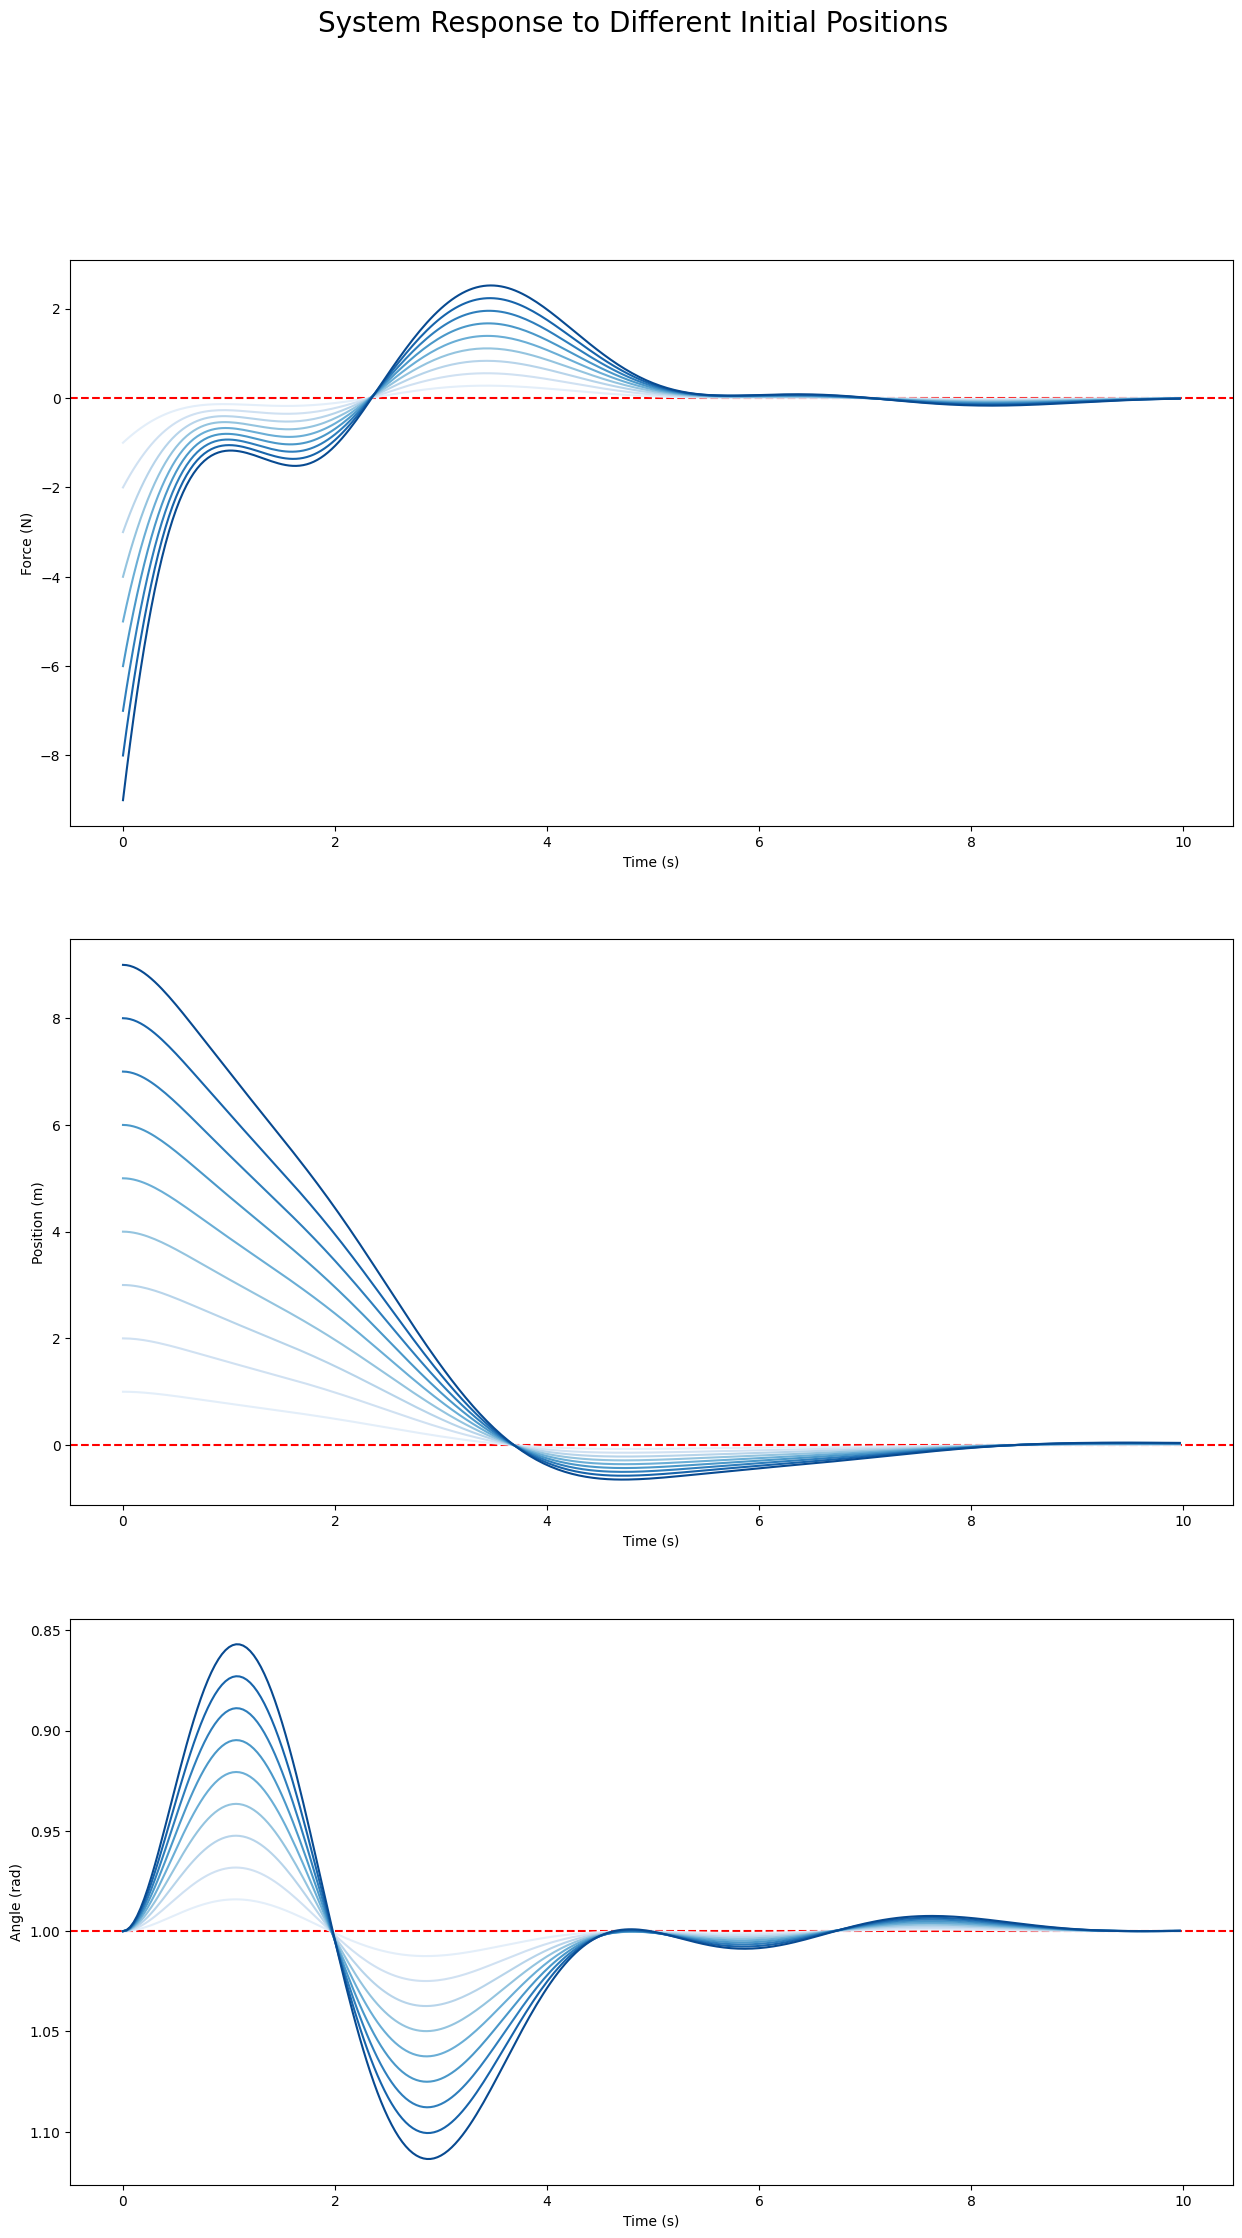 System Response to Different Initial Positions
2
0
−2
−4
−6
−8
Force (N)
0 2 4 6 8 10
Time (s)
8
6
4
2
0
Position (m)
0 2 4 6 8 10
Time (s)
0.85
0.90
0.95
1.00
1.05
1.10
Angle (rad)
0 2 4 6 8 10
Time (s)